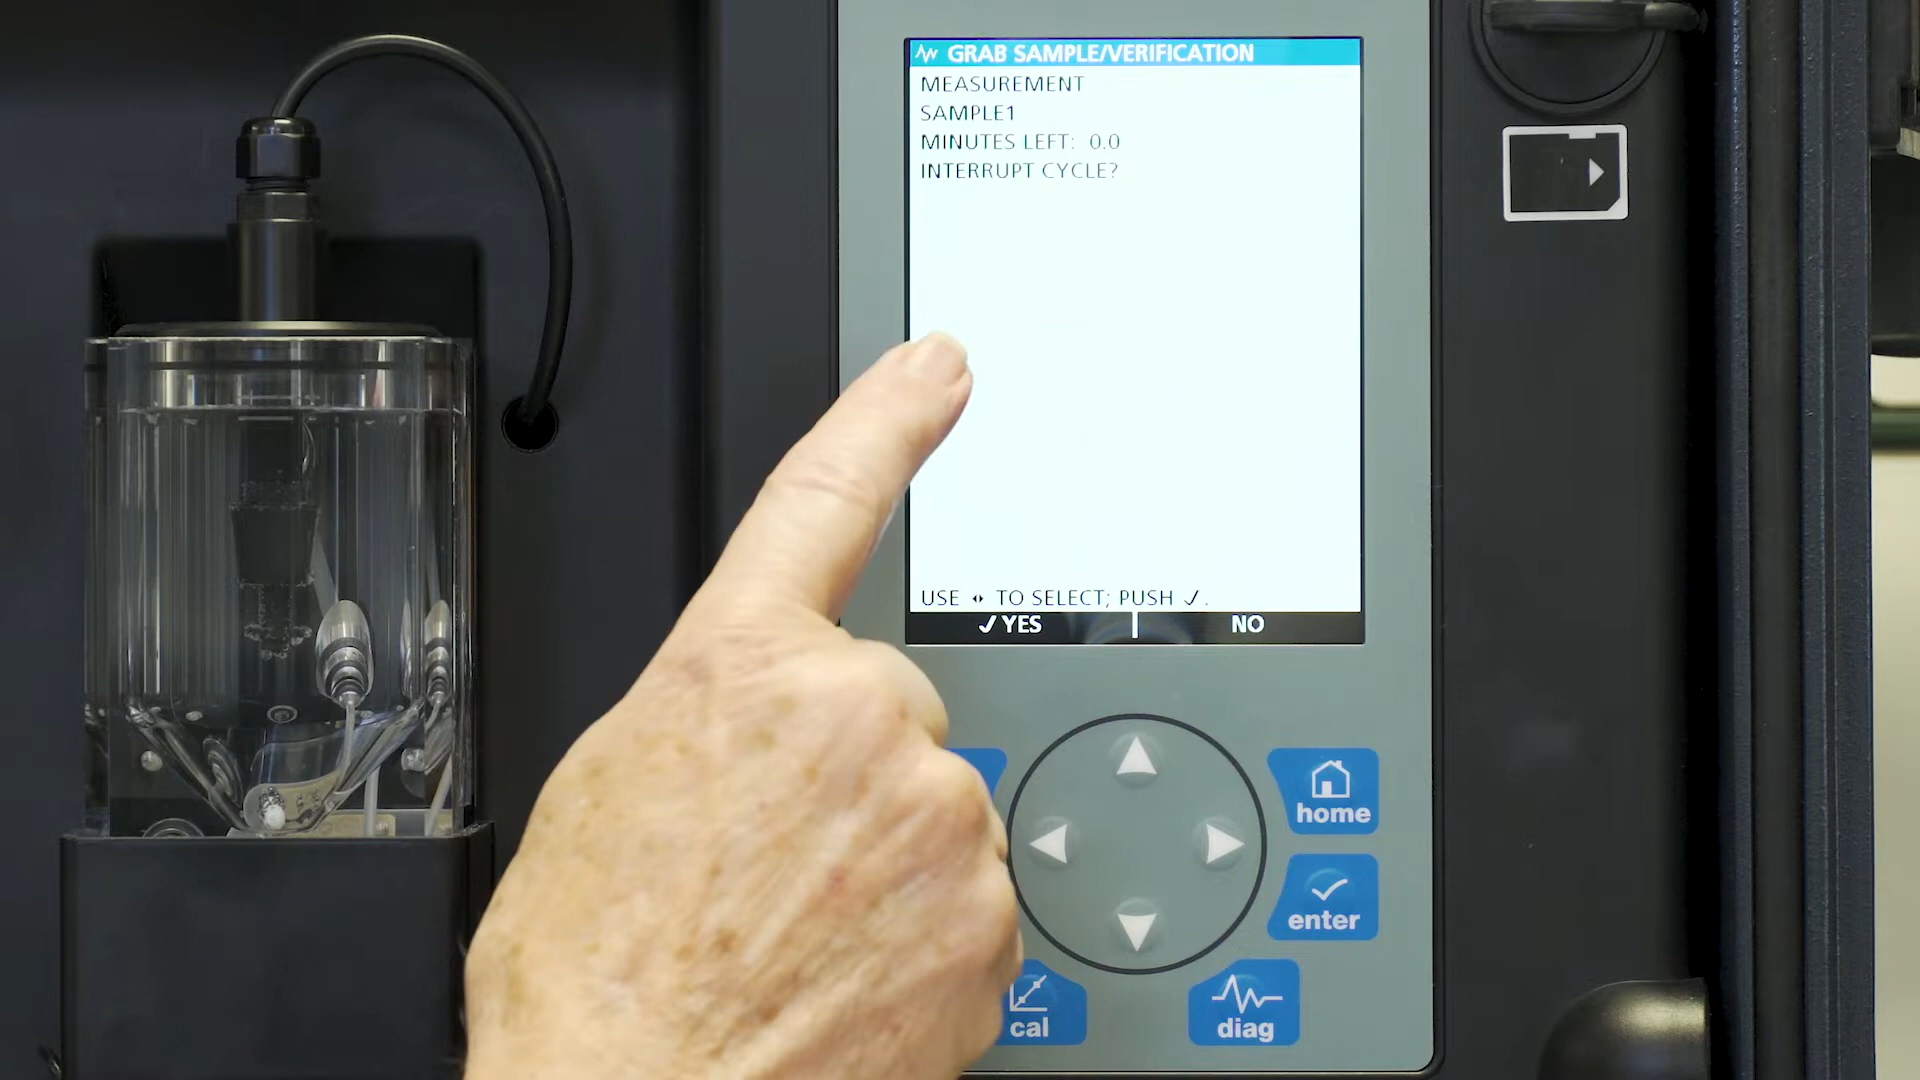 GRAB SAMPLE/VERIFICATION
MEASUREMENT
SAMPLE1
MINUTES LEFT: 0.0
INTERRUPT CYCLE?
USE ◂▸ TO SELECT; PUSH ✓.
✓YES NO
home
enter
cal
diag